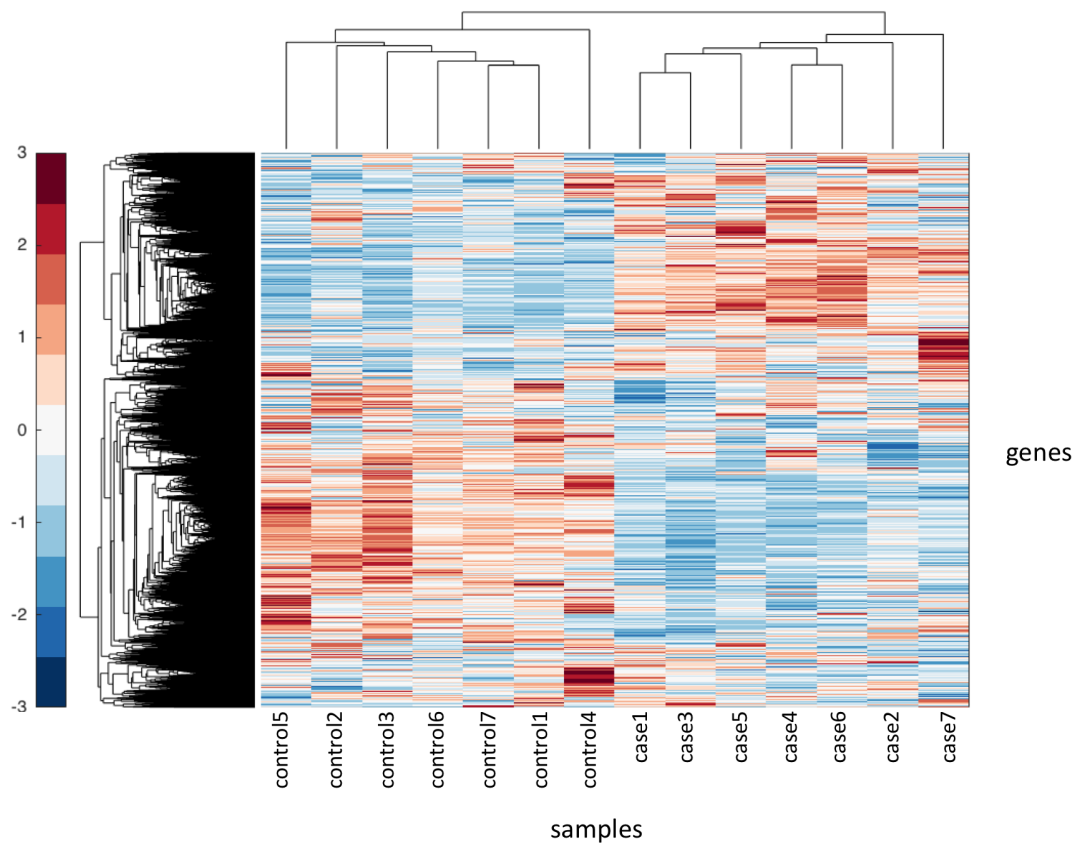 3
2
1
0
-1
-2
-3
genes
control5
control2
control3
control6
control7
control1
control4
case1
case3
case5
case4
case6
case2
case7
samples